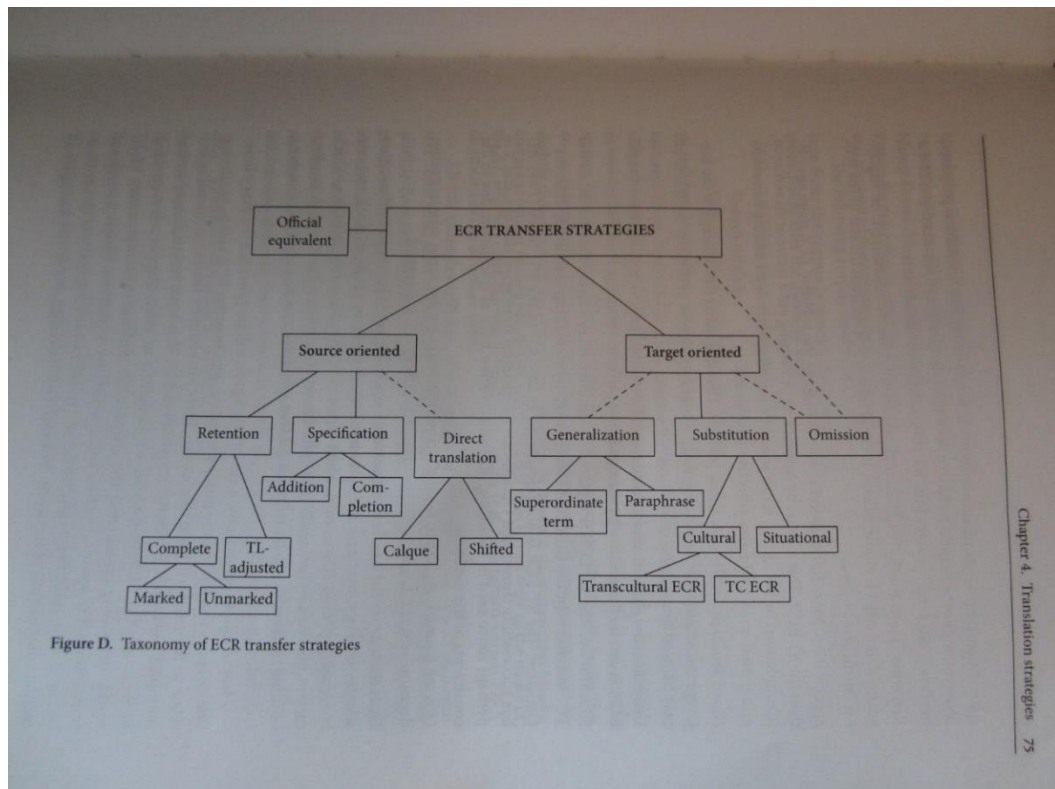 Official
equivalent
ECR TRANSFER STRATEGIES
Source oriented
Target oriented
Retention
Specification
Direct
translation
Generalization
Substitution
Omission
Addition
Com-
pletion
Superordinate
term
Paraphrase
Complete
TL-
adjusted
Calque
Shifted
Cultural
Situational
Marked
Unmarked
Transcultural ECR
TC ECR
Figure D. Taxonomy of ECR transfer strategies
Chapter 4. Translation strategies 75